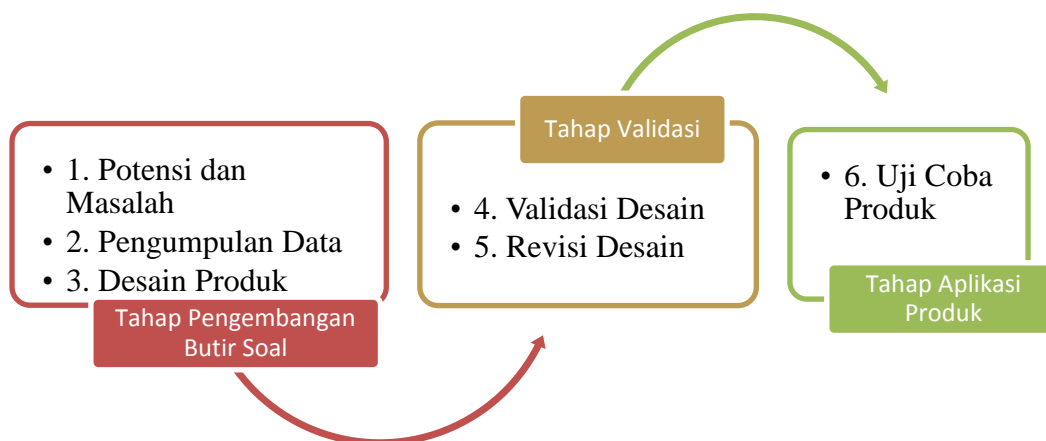 • 1. Potensi dan
Masalah
• 2. Pengumpulan Data
• 3. Desain Produk
Tahap Pengembangan
Butir Soal
Tahap Validasi
• 4. Validasi Desain
• 5. Revisi Desain
• 6. Uji Coba
Produk
Tahap Aplikasi
Produk